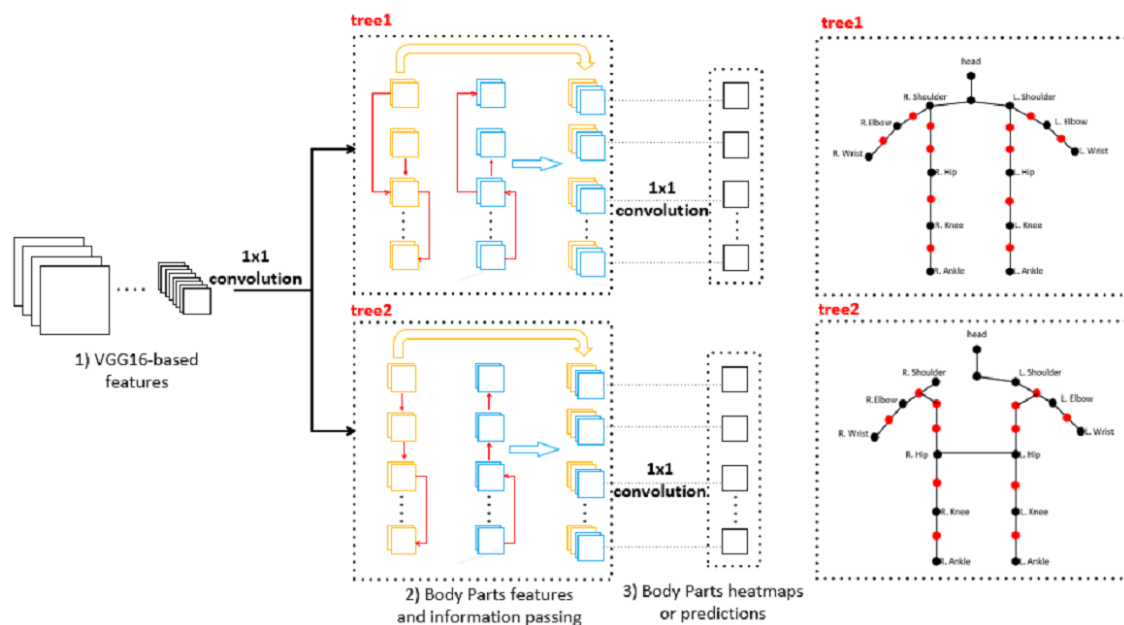 tree1
1x1
convolution
1x1
convolution
tree2
1x1
convolution
1) VGG16-based
features
2) Body Parts features
and information passing
3) Body Parts heatmaps
or predictions
tree1
head
R. Shoulder
L. Shoulder
R.Elbow
L. Elbow
R. Wrist
L. Wrist
R. Hip
L. Hip
R. Knee
L. Knee
R. Ankle
L. Ankle
tree2
head
R. Shoulder
L. Shoulder
R.Elbow
L. Elbow
R. Wrist
L. Wrist
R. Hip
L. Hip
R. Knee
L. Knee
R. Ankle
L. Ankle